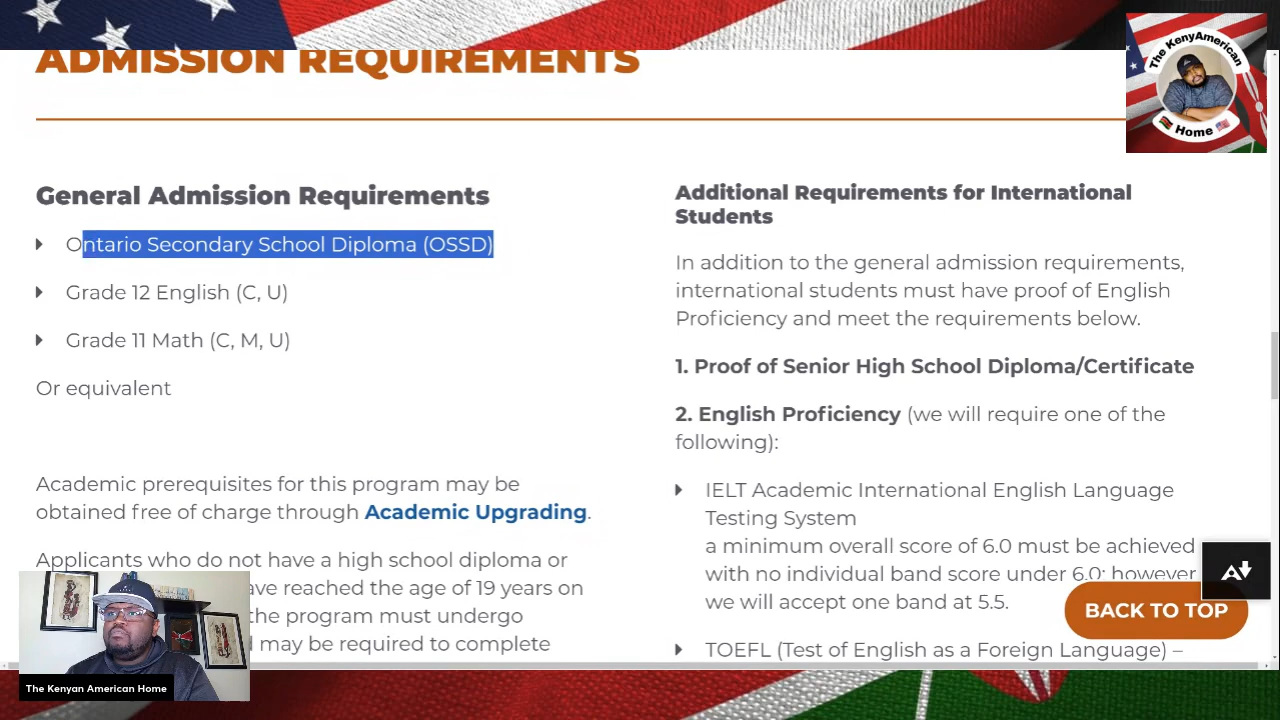 ADMISSION REQUIREMENTS
The KenyAmerican
Home
General Admission Requirements
Ontario Secondary School Diploma (OSSD)
Grade 12 English (C, U)
Grade 11 Math (C, M, U)
Or equivalent
Academic prerequisites for this program may be
obtained free of charge through Academic Upgrading.
Applicants who do not have a high school diploma or
ave reached the age of 19 years on
the program must undergo
may be required to complete
Additional Requirements for International
Students
In addition to the general admission requirements,
international students must have proof of English
Proficiency and meet the requirements below.
1. Proof of Senior High School Diploma/Certificate
2. English Proficiency (we will require one of the
following):
IELT Academic International English Language
Testing System
a minimum overall score of 6.0 must be achieved
with no individual band score under 6.0; however
we will accept one band at 5.5.
TOEFL (Test of English as a Foreign Language) –
A
BACK TO TOP
The Kenyan American Home